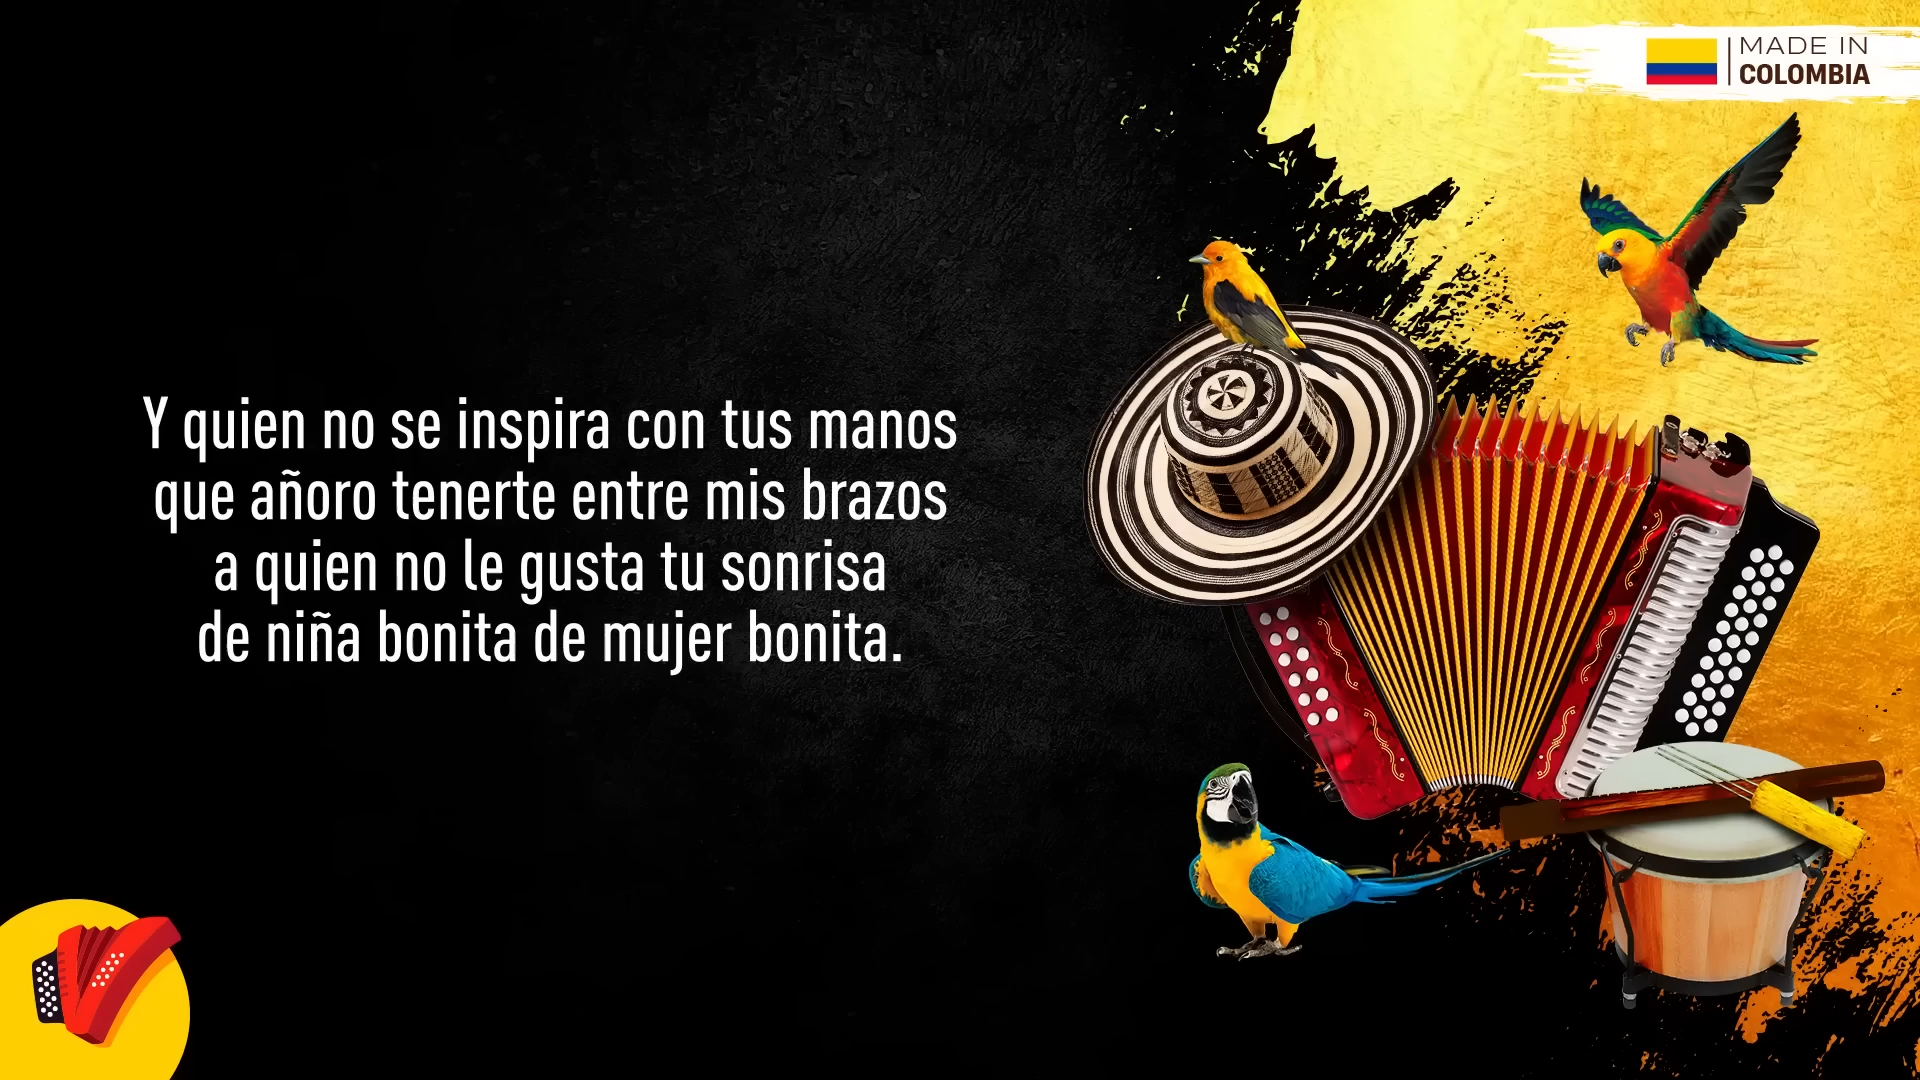 MADE IN
COLOMBIA
Y quien no se inspira con tus manos
que añoro tenerte entre mis brazos
a quien no le gusta tu sonrisa
de niña bonita de mujer bonita.